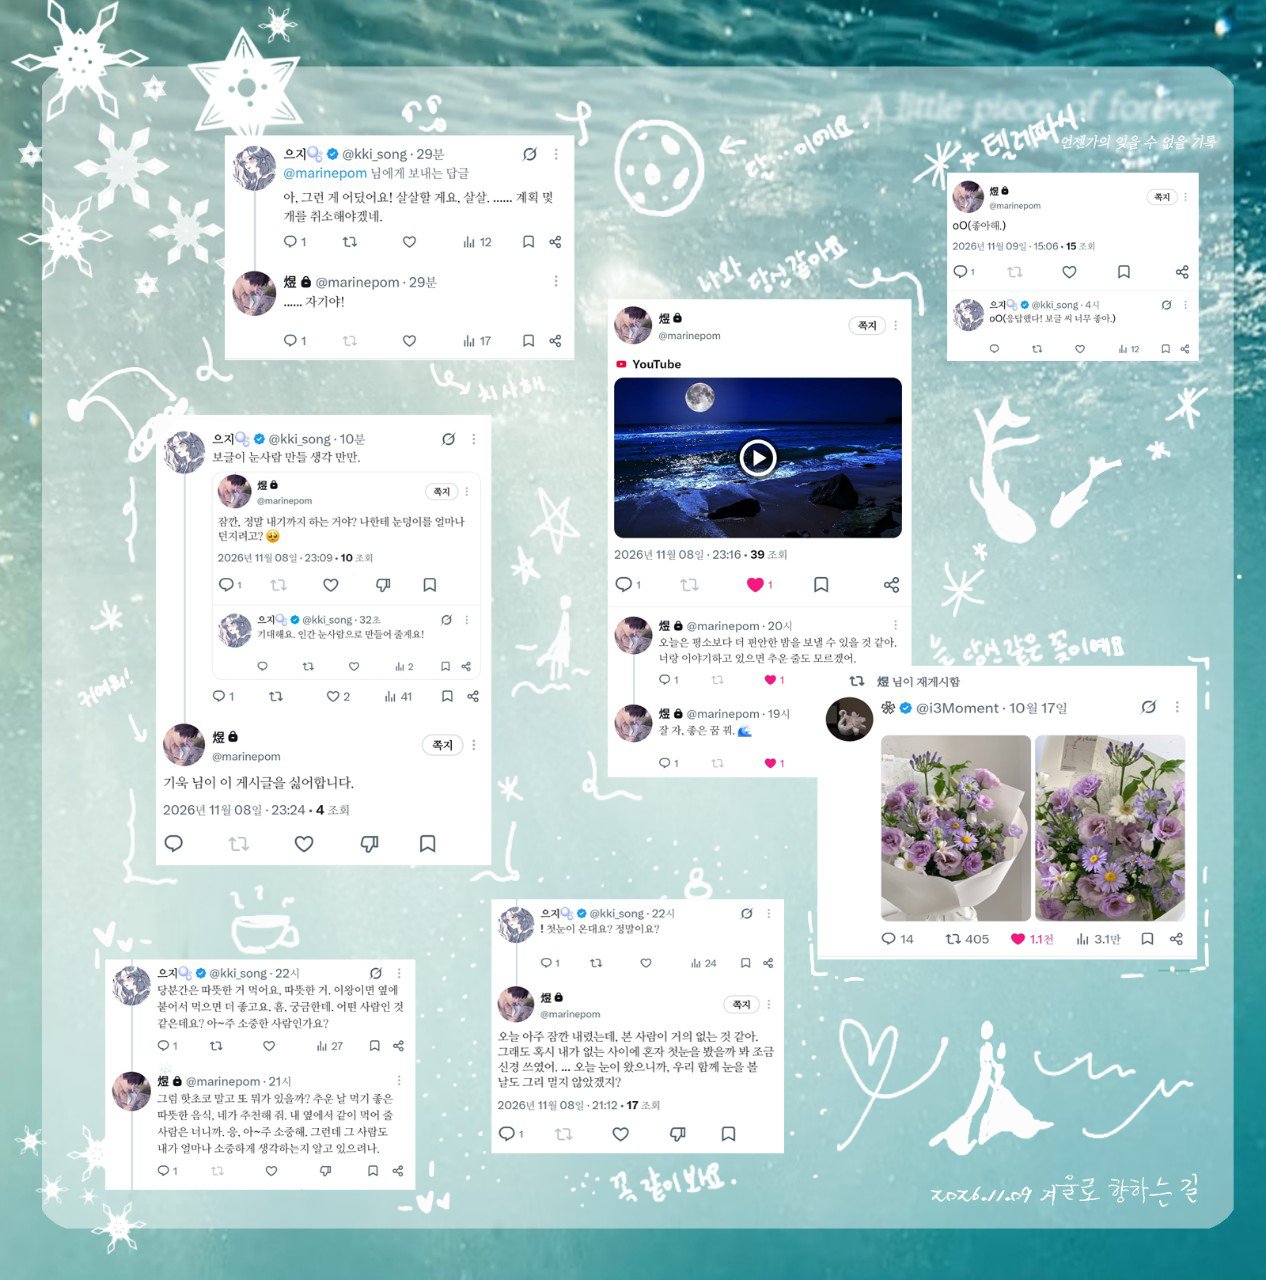 A little piece of forever
언젠가의 잊을 수 없을 기록
으지 @kki_song · 29분
@marinepom 님에게 보내는 답글
아, 그런 게 어딨어요! 살살할 게요, 살살. ...... 계획 몇
개를 취소해야겠네.
1 12
煜 @marinepom · 29분
...... 자기야!
1 17
치사해.
달... 이에요.
텔레파시.
煜
@marinepom
쪽지
oO(좋아해.)
2026년 11월 09일 · 15:06 • 15 조회
1
으지 @kki_song · 4시
oO(응답했다! 보글 씨 너무 좋아.)
12
나와 당신같아요.
煜
@marinepom
쪽지
YouTube
2026년 11월 08일 · 23:16 • 39 조회
1 1
煜 @marinepom · 20시
오늘은 평소보다 더 편안한 밤을 보낼 수 있을 것 같아.
너랑 이야기하고 있으면 추운 줄도 모르겠어.
1 1
煜 @marinepom · 19시
잘 자, 좋은 꿈 꿔. 🌊
1 1
으지 @kki_song · 10분
보글이 눈사람 만들 생각 만만.
煜
@marinepom
쪽지
잠깐, 정말 내기까지 하는 거야? 나한테 눈덩이를 얼마나
던지려고? 🥺
2026년 11월 08일 · 23:09 • 10 조회
1
으지 @kki_song · 32초
기대해요. 인간 눈사람으로 만들어 줄게요!
2
1 2 41
귀여워!
煜
@marinepom
쪽지
기욱 님이 이 게시글을 싫어합니다.
2026년 11월 08일 · 23:24 • 4 조회
늘 당신같은 꽃이에요
煜 님이 재게시함
@i3Moment · 10월 17일
14 405 1.1천 3.1만
으지 @kki_song · 22시
당분간은 따뜻한 거 먹어요, 따뜻한 거. 이왕이면 옆에
붙어서 먹으면 더 좋고요. 흠, 궁금한데. 어떤 사람인 것
같은데요? 아~주 소중한 사람인가요?
1 27
煜 @marinepom · 21시
그럼 핫초코 말고 또 뭐가 있을까? 추운 날 먹기 좋은
따뜻한 음식, 네가 추천해 줘. 내 옆에서 같이 먹어 줄
사람은 너니까. 응, 아~주 소중해. 그런데 그 사람도
내가 얼마나 소중하게 생각하는지 알고 있으려나.
1
으지 @kki_song · 22시
! 첫눈이 온대요? 정말이요?
1 24
煜
@marinepom
쪽지
오늘 아주 잠깐 내렸는데, 본 사람이 거의 없는 것 같아.
그래도 혹시 내가 없는 사이에 혼자 첫눈을 봤을까 봐 조금
신경 쓰였어. ... 오늘 눈이 왔으니까, 우리 함께 눈을 볼
날도 그리 멀지 않았겠지?
2026년 11월 08일 · 21:12 • 17 조회
1
꼭 같이봐요.
2026.11.09 겨울로 향하는 길